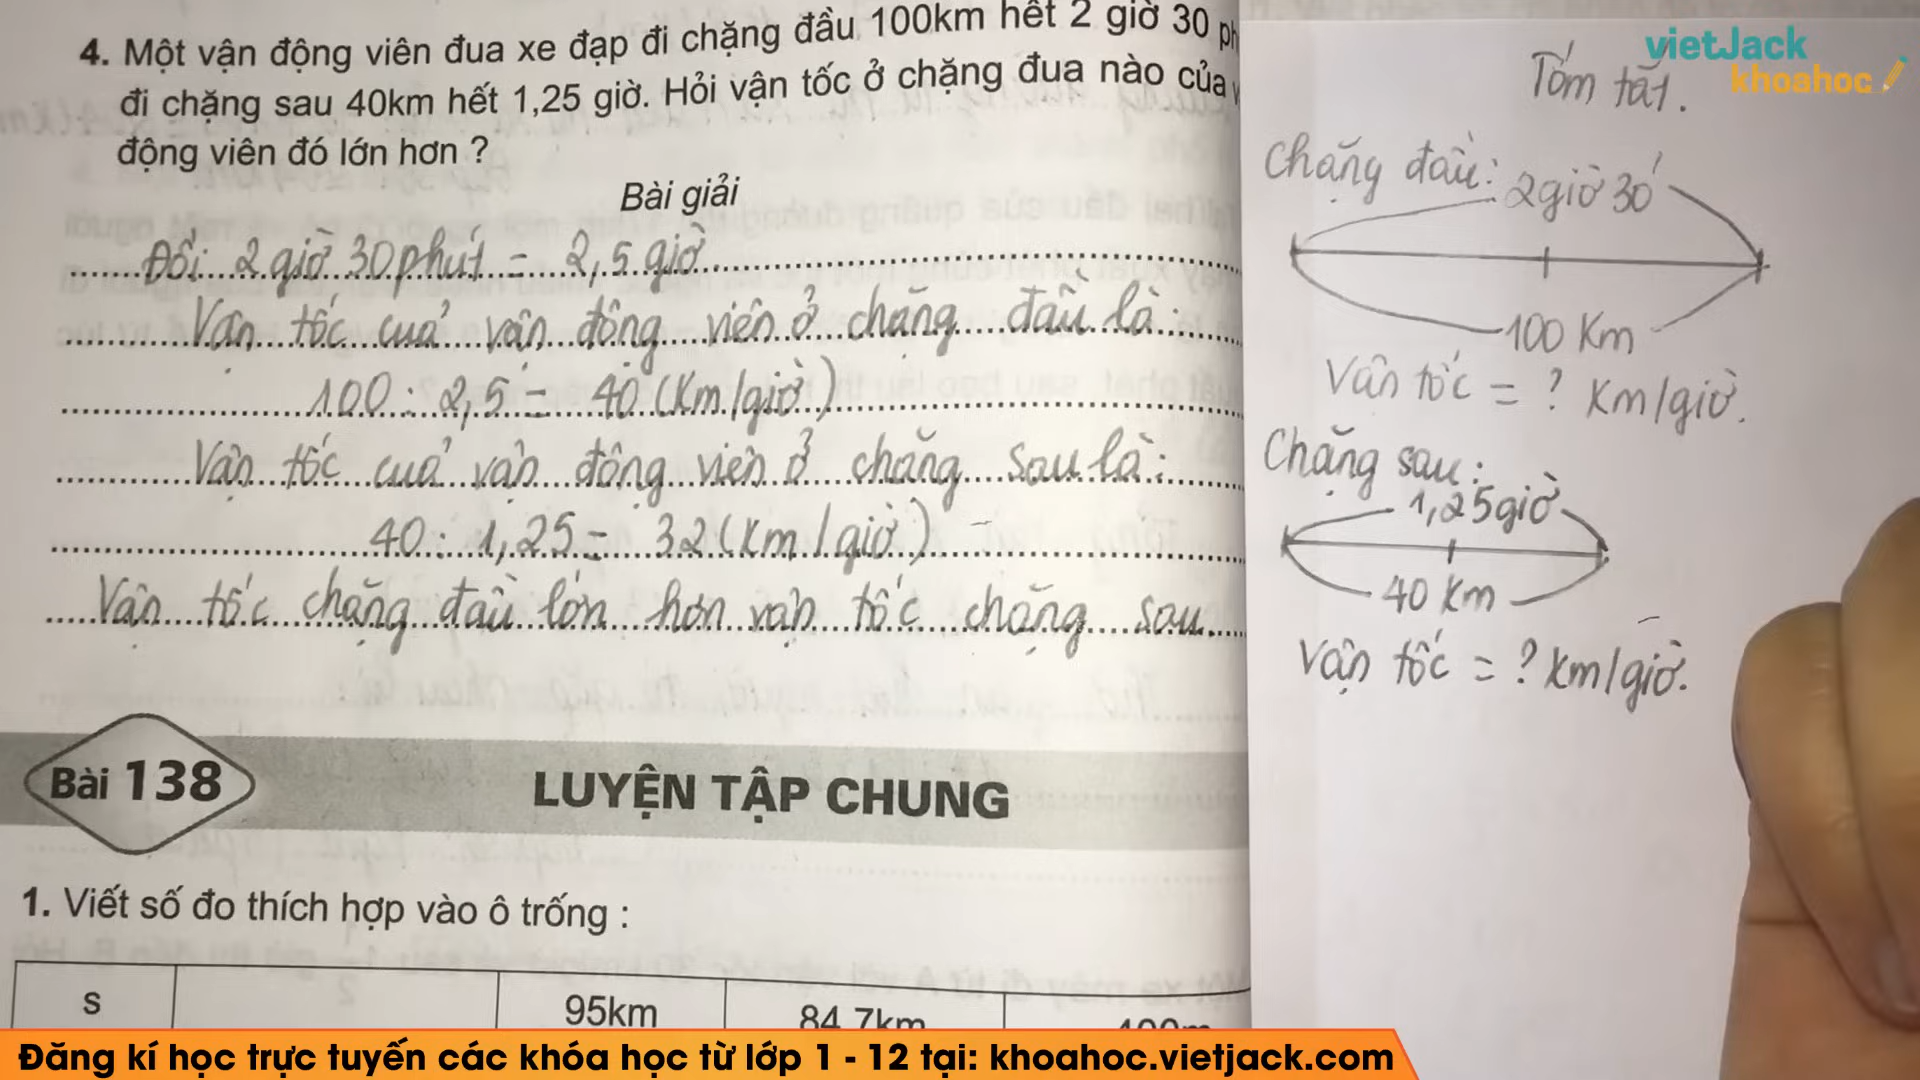 4. Một vận động viên đua xe đạp đi chặng đầu 100km hết 2 giờ 30
đi chặng sau 40km hết 1,25 giờ. Hỏi vận tốc ở chặng đua nào của
động viên đó lớn hơn ?
Bài giải
Đổi 2 giờ 30 phút = 2,5 giờ
Vận tốc của vận động viên ở chặng đầu là:
100 : 2,5 = 40 (Km/giờ)
Vận tốc của vận động viên ở chặng sau là:
40 : 1,25 = 32 (Km/giờ)
Vận tốc chặng đầu lớn hơn vận tốc chặng sau
Bài 138
LUYỆN TẬP CHUNG
1. Viết số đo thích hợp vào ô trống :
s 95km 84,7km
vietJack
khoahoc
Tóm tắt.
Chặng đầu:
2giờ 30'
100 Km
Vận tốc = ? Km/giờ.
Chặng sau:
1,25giờ
40 Km
Vận tốc = ? Km/giờ.
Đăng kí học trực tuyến các khóa học từ lớp 1 - 12 tại: khoahoc.vietjack.com